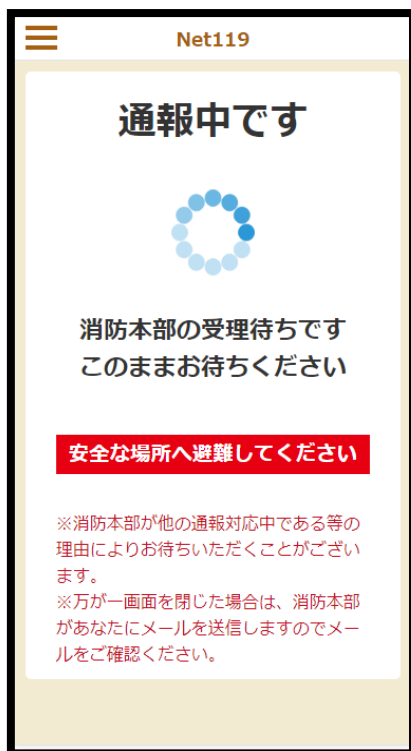 Net119
通報中です
消防本部の受理待ちです
このままお待ちください
安全な場所へ避難してください
※消防本部が他の通報対応中である等の
理由によりお待ちいただくことがござい
ます。
※万が一画面を閉じた場合は、消防本部
があなたにメールを送信しますのでメー
ルをご確認ください。